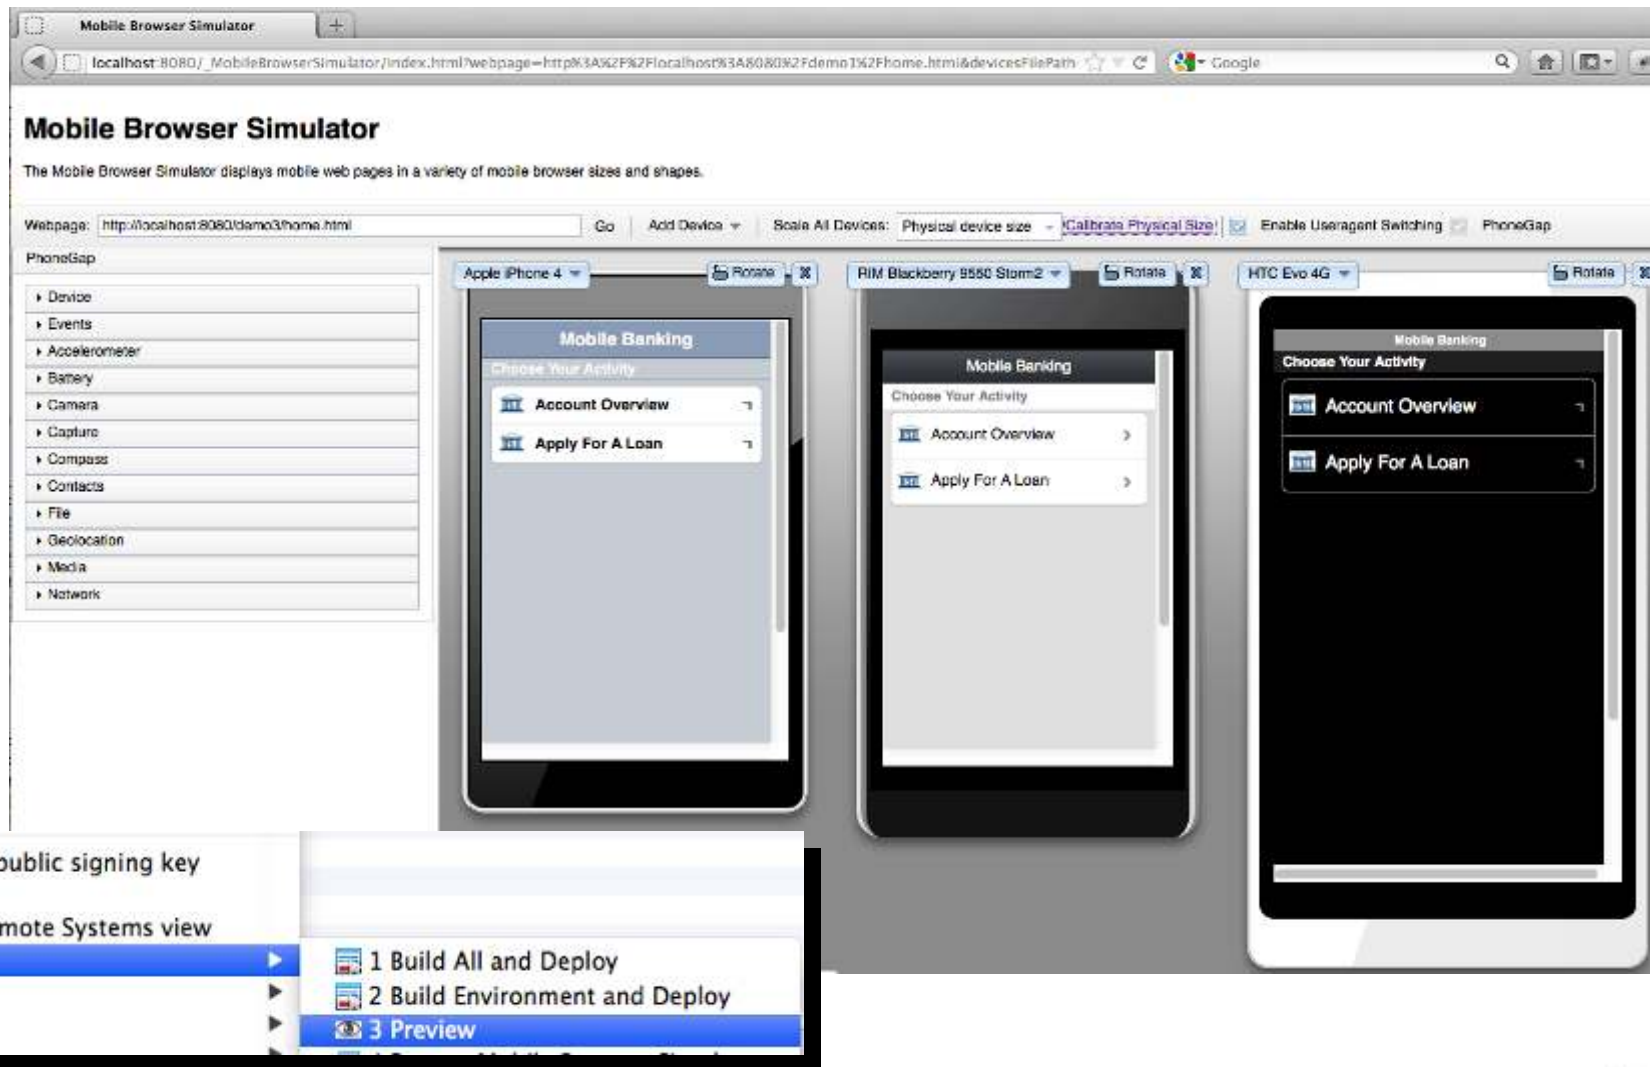 Mobile Browser Simulator
localhost:8080/_MobileBrowserSimulator/index.html?webpage=http%3A%2F%2Flocalhost%3A8080%2Fdemo1%2Fhome.html&devicesFilePath
Google
Mobile Browser Simulator
The Mobile Browser Simulator displays mobile web pages in a variety of mobile browser sizes and shapes.
Webpage: http://localhost:8080/demo3/home.html Go Add Device Scale All Devices: Physical device size Calibrate Physical Size Enable Useragent Switching PhoneGap
PhoneGap
Device
Events
Accelerometer
Battery
Camera
Capture
Compass
Contacts
File
Geolocation
Media
Network
Apple iPhone 4 Rotate
Mobile Banking
Choose Your Activity
Account Overview
Apply For A Loan
RIM Blackberry 9550 Storm2 Rotate
Mobile Banking
Choose Your Activity
Account Overview
Apply For A Loan
HTC Evo 4G Rotate
Mobile Banking
Choose Your Activity
Account Overview
Apply For A Loan
public signing key
mote Systems view
1 Build All and Deploy
2 Build Environment and Deploy
3 Preview